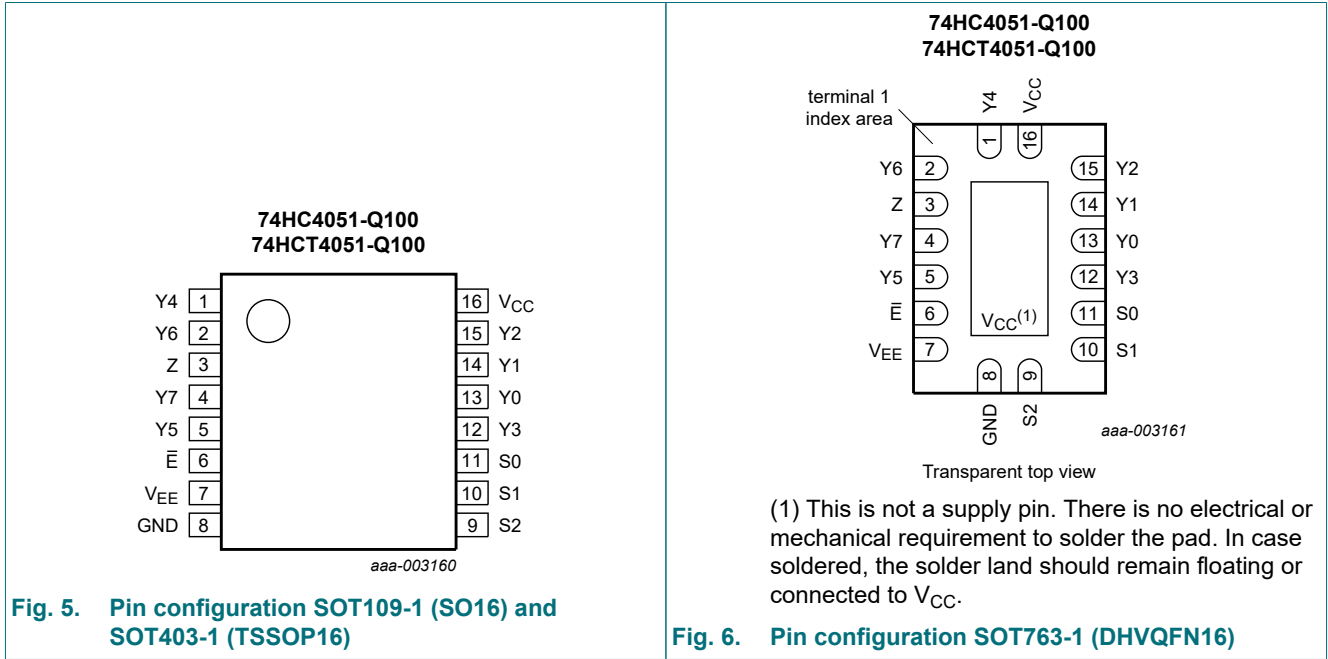 74HC4051-Q100
74HCT4051-Q100
Y4 1
Y6 2
Z 3
Y7 4
Y5 5
E̅ 6
VEE 7
GND 8
16 VCC
15 Y2
14 Y1
13 Y0
12 Y3
11 S0
10 S1
9 S2
aaa-003160
Fig. 5. Pin configuration SOT109-1 (SO16) and
SOT403-1 (TSSOP16)
74HC4051-Q100
74HCT4051-Q100
terminal 1
index area
Y4
VCC
1
16
Y6 2
Z 3
Y7 4
Y5 5
E̅ 6
VEE 7
15 Y2
14 Y1
13 Y0
12 Y3
11 S0
10 S1
VCC(1)
8
9
GND
S2
aaa-003161
Transparent top view
(1) This is not a supply pin. There is no electrical or
mechanical requirement to solder the pad. In case
soldered, the solder land should remain floating or
connected to VCC.
Fig. 6. Pin configuration SOT763-1 (DHVQFN16)